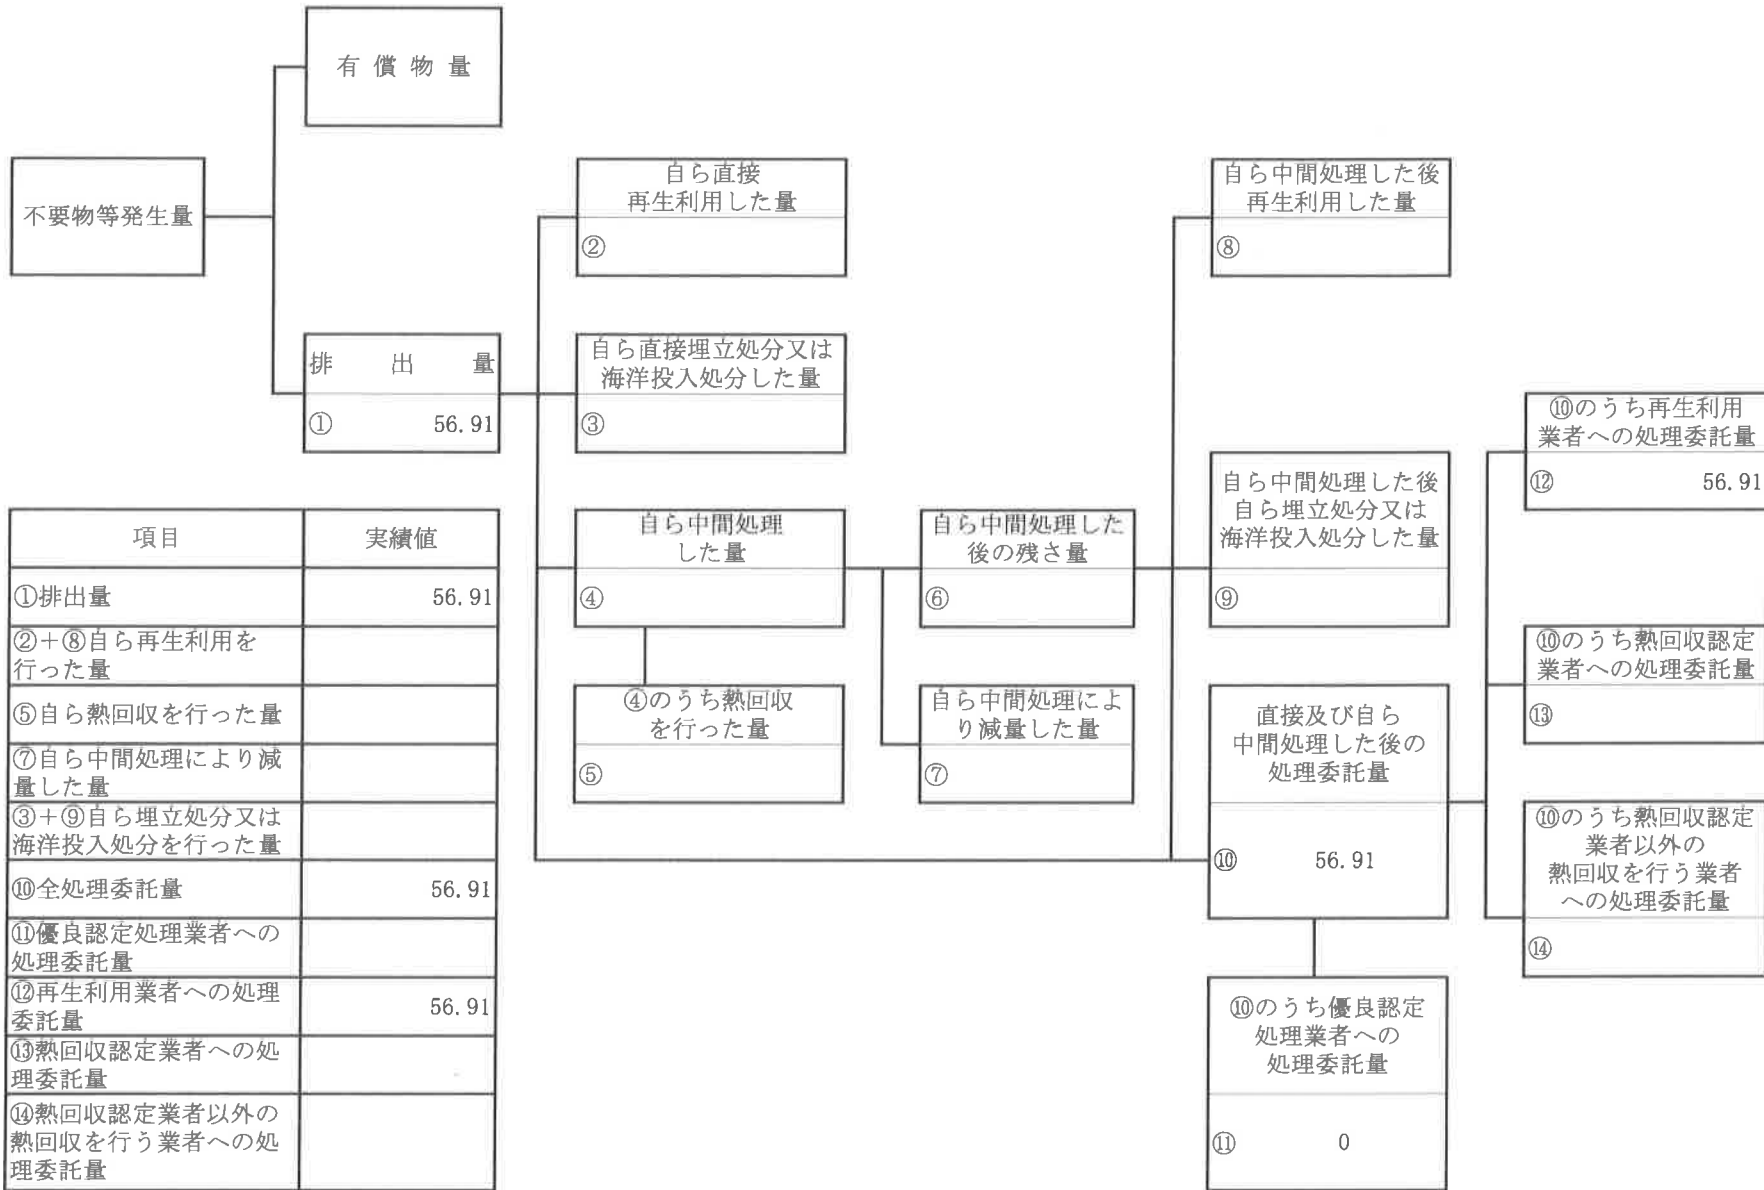 有償物量
不要物等発生量
自ら直接
再生利用した量
②
自ら中間処理した後
再生利用した量
⑧
排出量
① 56.91
自ら直接埋立処分又は
海洋投入処分した量
③
⑩のうち再生利用
業者への処理委託量
⑫ 56.91
自ら中間処理した後
自ら埋立処分又は
海洋投入処分した量
⑨
自ら中間処理
した量
④
自ら中間処理した
後の残さ量
⑥
④のうち熱回収
を行った量
⑤
自ら中間処理によ
り減量した量
⑦
直接及び自ら
中間処理した後の
処理委託量
⑩ 56.91
⑩のうち熱回収認定
業者への処理委託量
⑬
⑩のうち熱回収認定
業者以外の
熱回収を行う業者
への処理委託量
⑭
⑩のうち優良認定
処理業者への
処理委託量
⑪ 0
項目 実績値
①排出量 56.91
②+⑧自ら再生利用を
行った量
⑤自ら熱回収を行った量
⑦自ら中間処理により減
量した量
③+⑨自ら埋立処分又は
海洋投入処分を行った量
⑩全処理委託量 56.91
⑪優良認定処理業者への
処理委託量
⑫再生利用業者への処理
委託量 56.91
⑬熱回収認定業者への処
理委託量
⑭熱回収認定業者以外の
熱回収を行う業者への処
理委託量